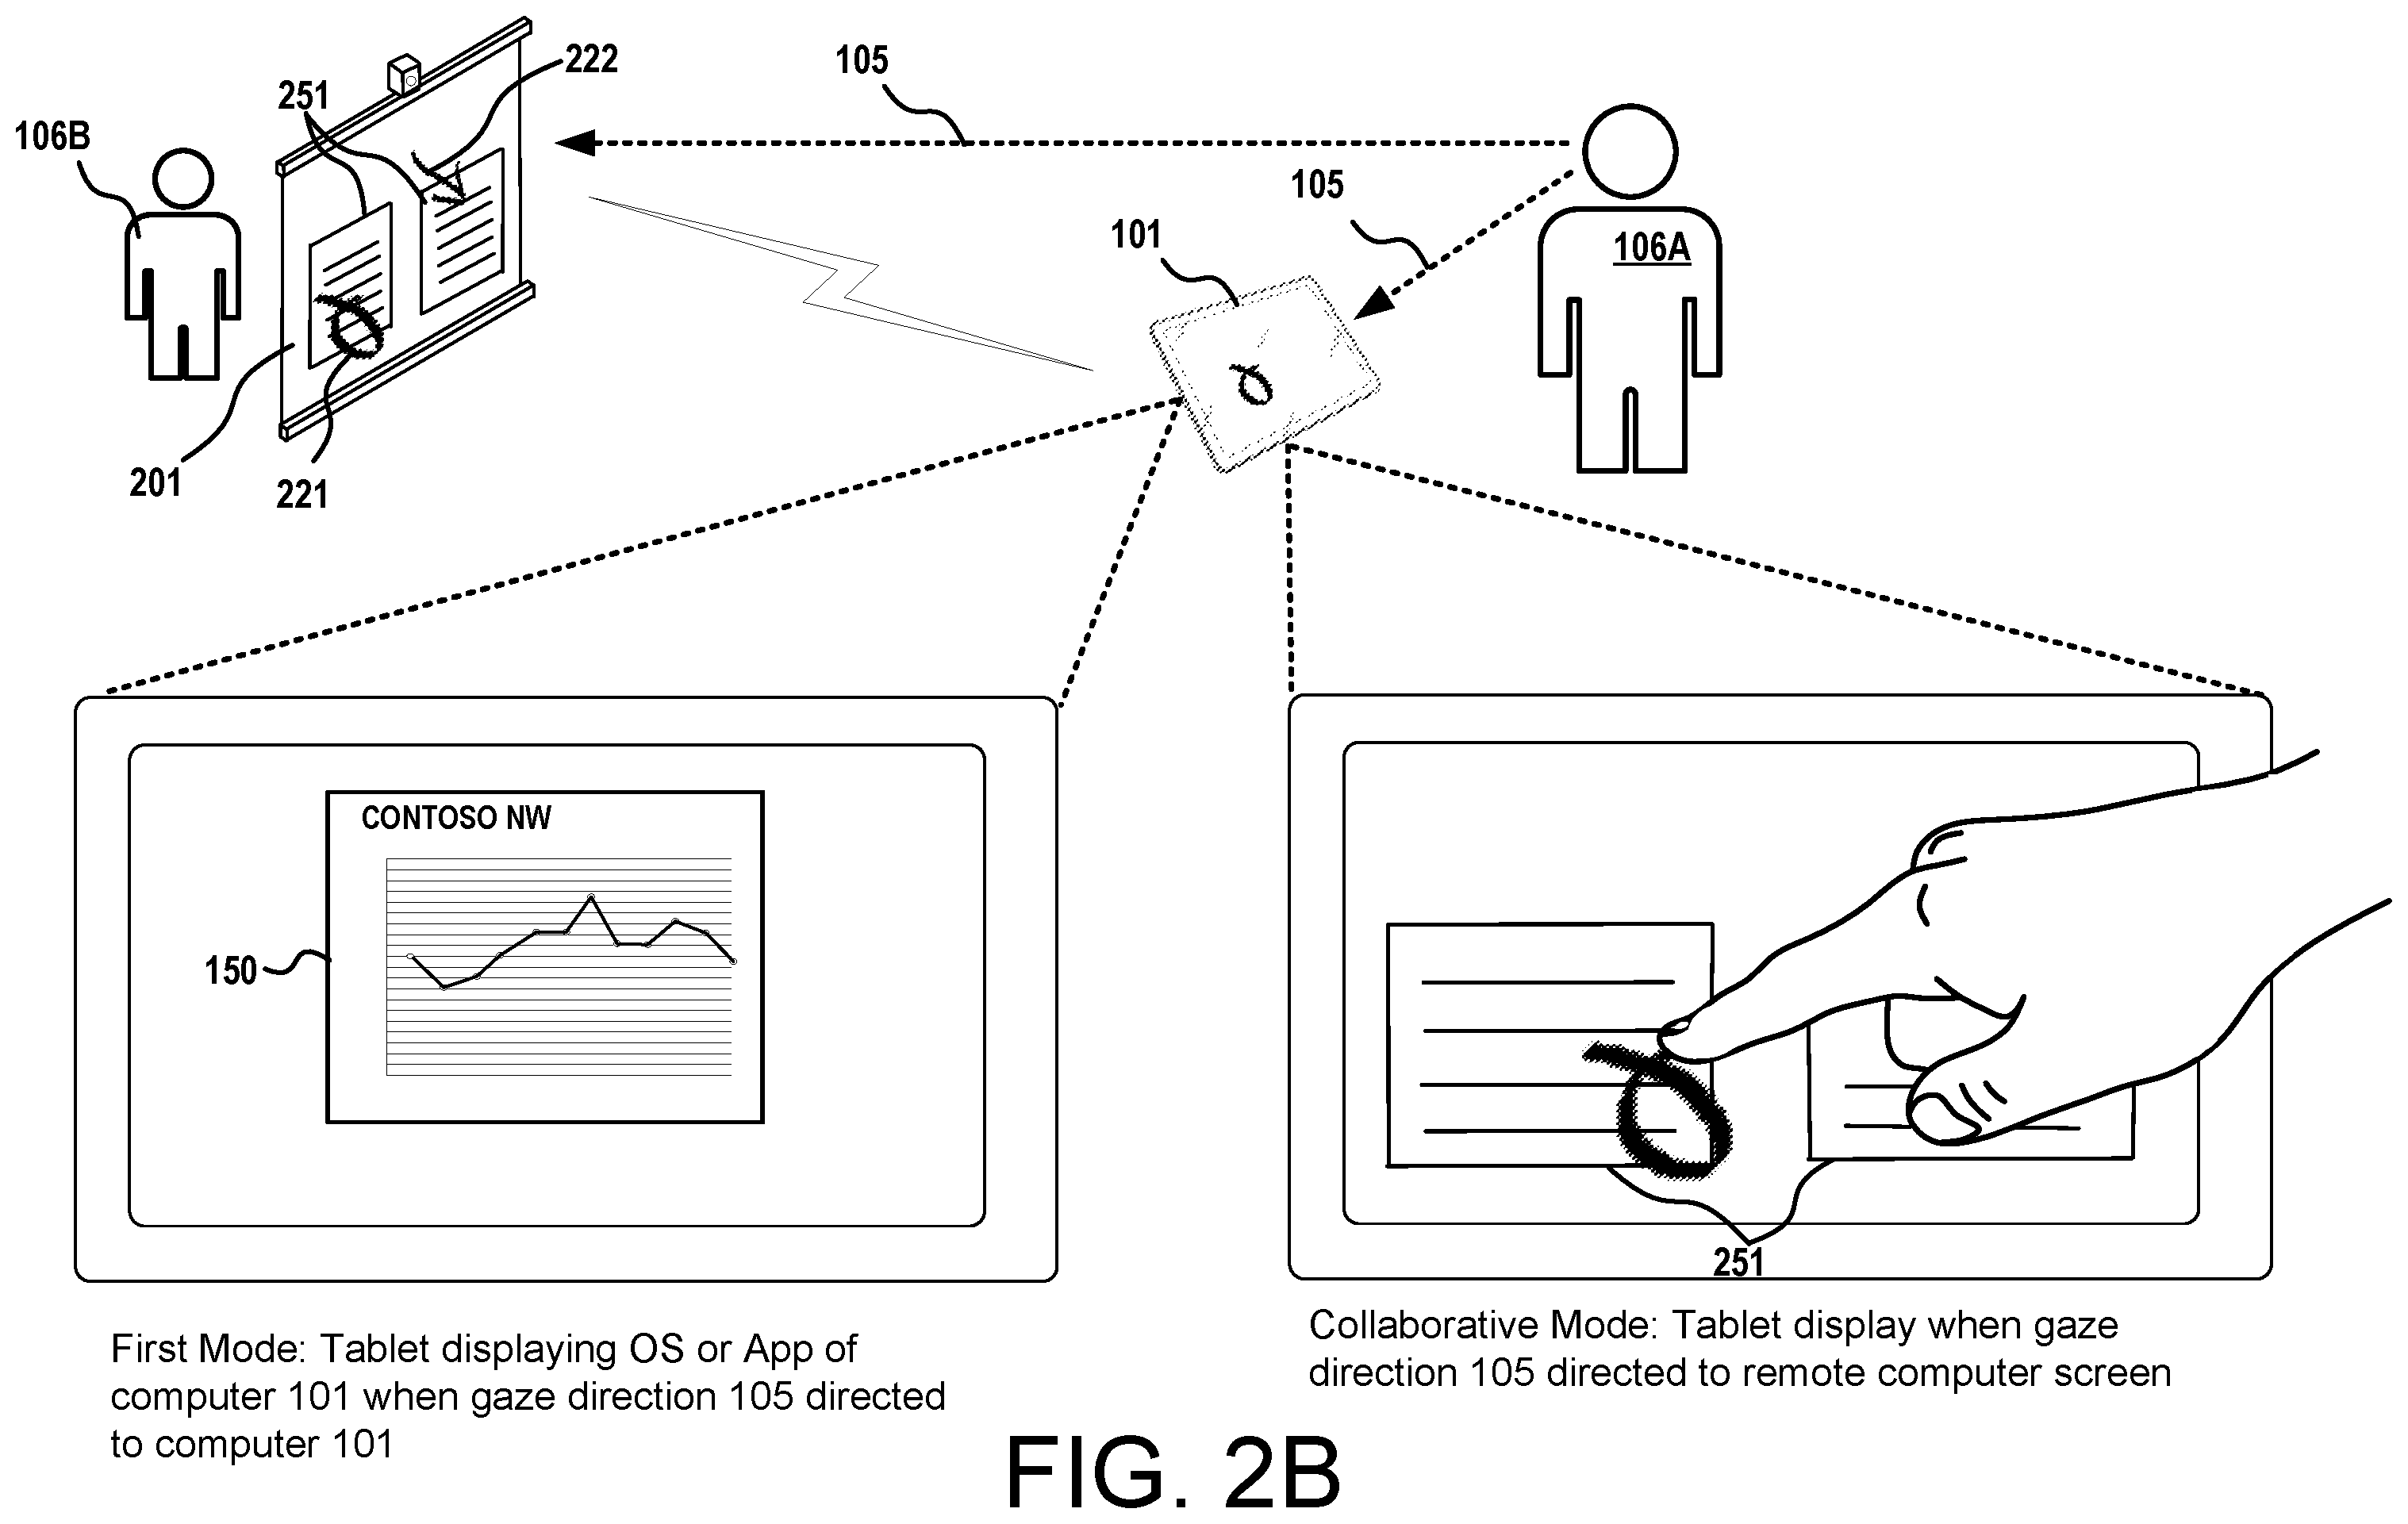 222
105
251
106B
105
101
106A
201
221
CONTOSO NW
150
251
First Mode: Tablet displaying OS or App of
computer 101 when gaze direction 105 directed
to computer 101
Collaborative Mode: Tablet display when gaze
direction 105 directed to remote computer screen
FIG. 2B